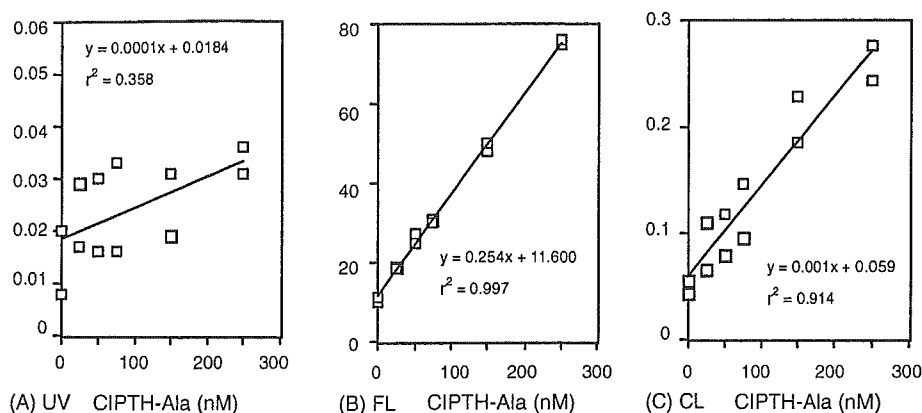 0.06
0.05
0.04
0.03
0.02
0.01
0
y = 0.0001x + 0.0184
r² = 0.358
0 100 200 300
(A) UV CIPTH-Ala (nM)
80
60
40
20
0
y = 0.254x + 11.600
r² = 0.997
0 100 200 300
(B) FL CIPTH-Ala (nM)
0.3
0.2
0.1
0
y = 0.001x + 0.059
r² = 0.914
0 100 200 300
(C) CL CIPTH-Ala (nM)